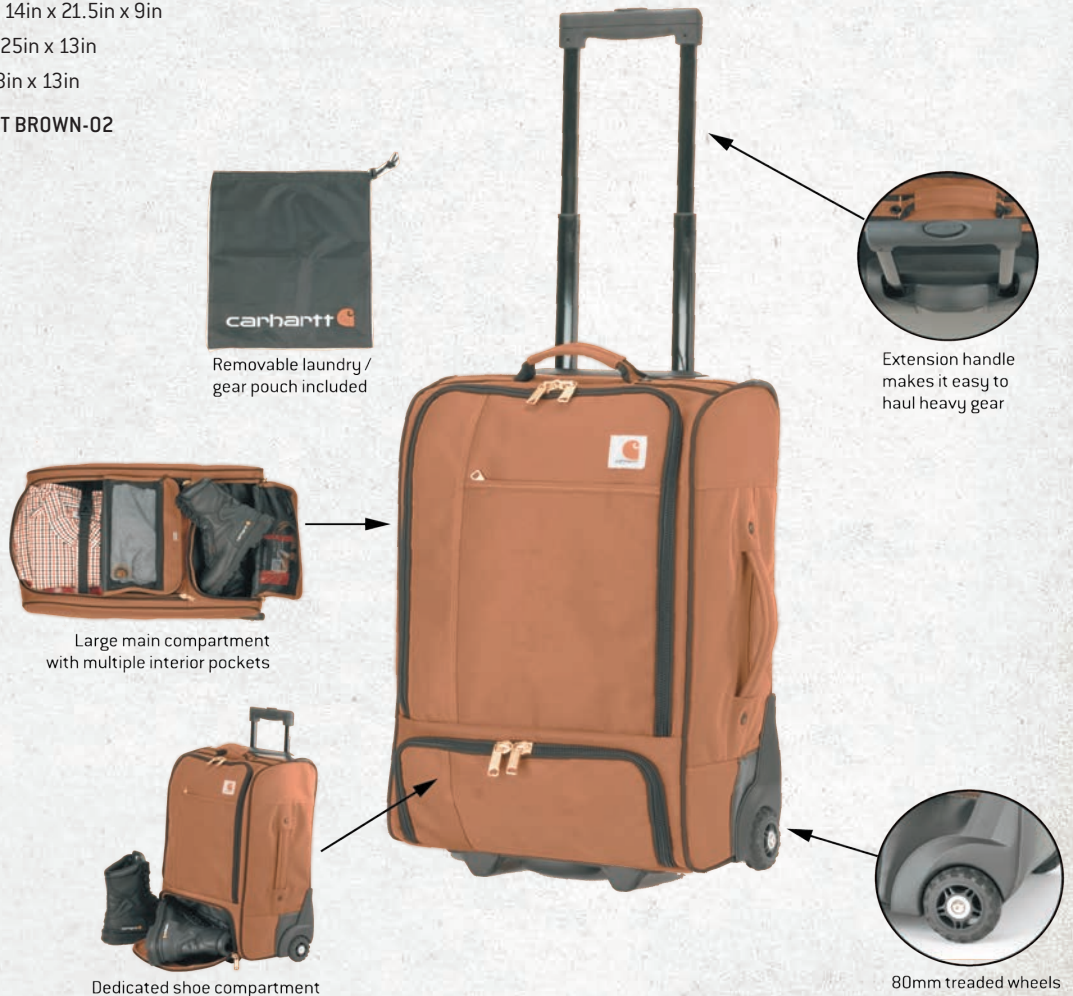 14in x 21.5in x 9in
25in x 13in
in x 13in
T BROWN-02
carhartt
Removable laundry /
gear pouch included
Extension handle
makes it easy to
haul heavy gear
Large main compartment
with multiple interior pockets
Dedicated shoe compartment
80mm treaded wheels